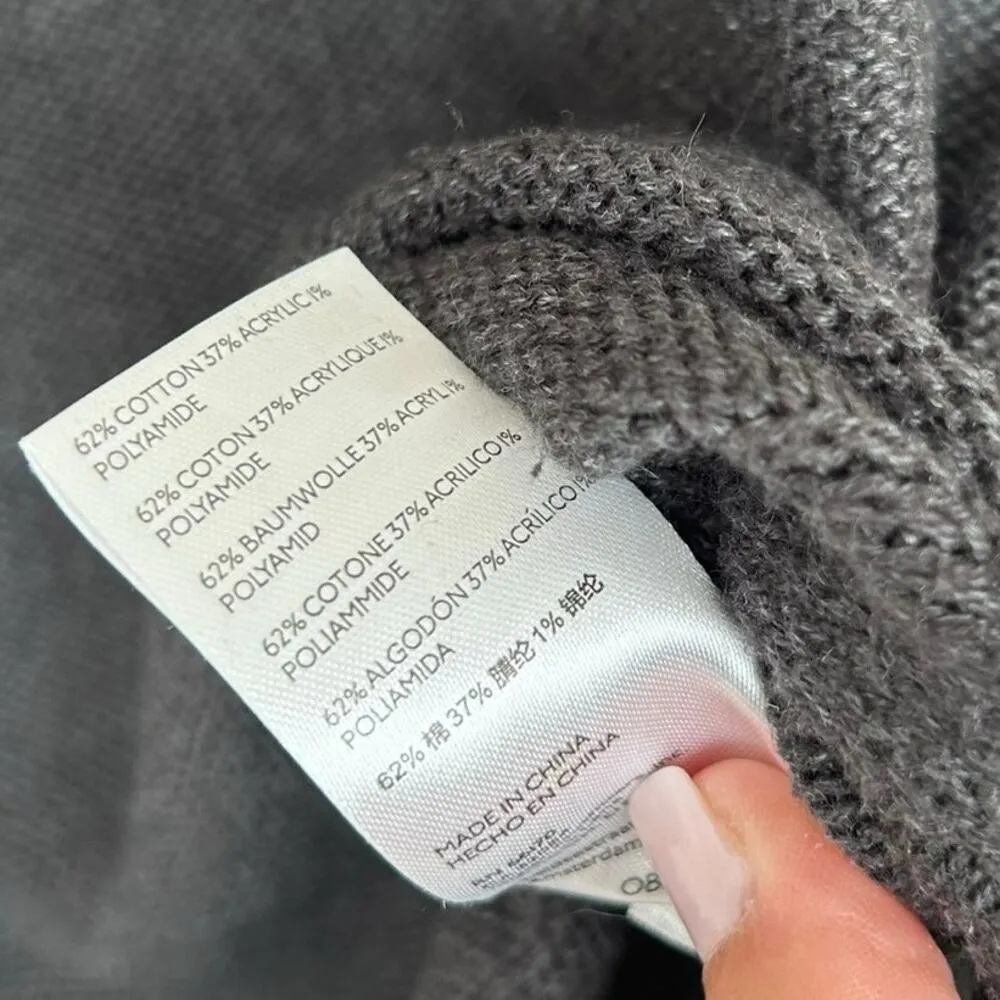 62% COTTON 37% ACRYLIC 1%
POLYAMIDE
62% COTON 37% ACRYLIQUE 1%
POLYAMIDE
62% BAUMWOLLE 37% ACRYL 1%
POLYAMID
62% COTONE 37% ACRILICO 1%
POLIAMMIDE
62% ALGODÓN 37% ACRÍLICO 1%
POLIAMIDA
62% 棉 37% 腈纶 1% 锦纶
MADE IN CHINA
HECHO EN CHINA